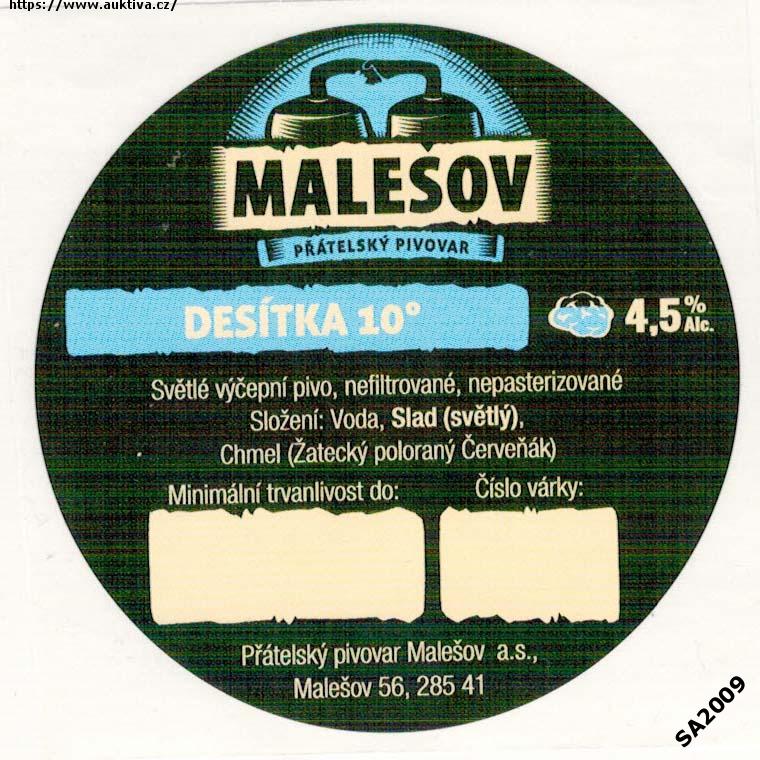 https://www.auktiva.cz/
MALESOV
PŘÁTELSKÝ PIVOVAR
DESÍTKA 10°
4,5% Alc.
Světlé výčepní pivo, nefiltrované, nepasterizované
Složení: Voda, Slad (světlý),
Chmel (Žatecký poloraný Červeňák)
Minimální trvanlivost do:
Číslo várky:
Přátelský pivovar Malešov a.s.,
Malešov 56, 285 41
SA2009